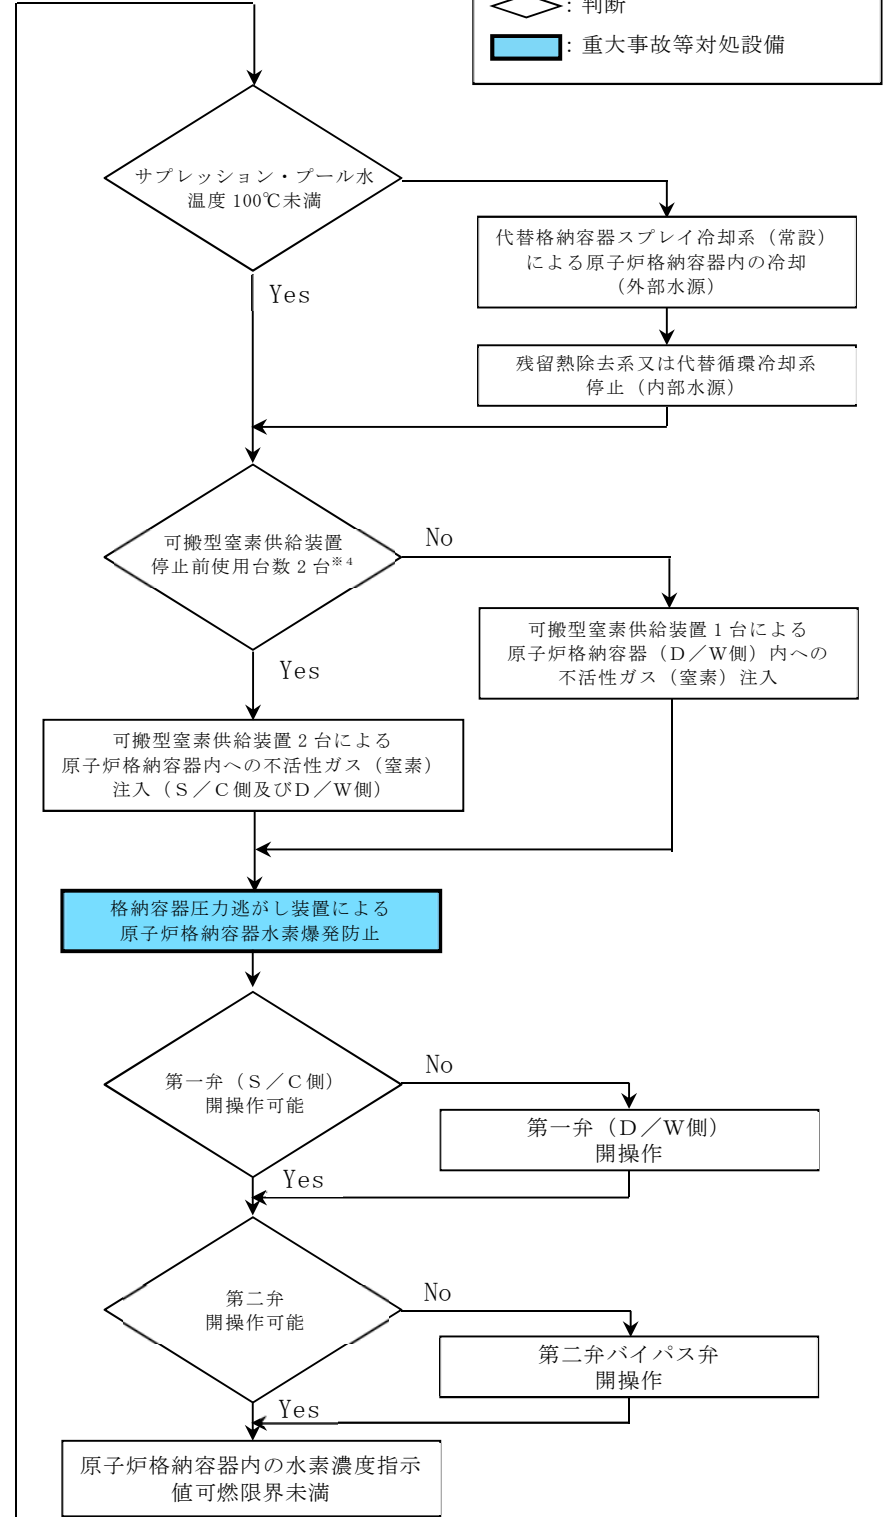 ：判断
：重大事故等対処設備
サプレッション・プール水
温度 100℃未満
代替格納容器スプレイ冷却系（常設）
による原子炉格納容器内の冷却
（外部水源）
Yes
残留熱除去系又は代替循環冷却系
停止（内部水源）
可搬型窒素供給装置
停止前使用台数２台※４
No
可搬型窒素供給装置１台による
原子炉格納容器（Ｄ／Ｗ側）内への
不活性ガス（窒素）注入
Yes
可搬型窒素供給装置２台による
原子炉格納容器内への不活性ガス（窒素）
注入（Ｓ／Ｃ側及びＤ／Ｗ側）
格納容器圧力逃がし装置による
原子炉格納容器水素爆発防止
第一弁（Ｓ／Ｃ側）
開操作可能
No
第一弁（Ｄ／Ｗ側）
開操作
Yes
第二弁
開操作可能
No
第二弁バイパス弁
開操作
Yes
原子炉格納容器内の水素濃度指示
値可燃限界未満